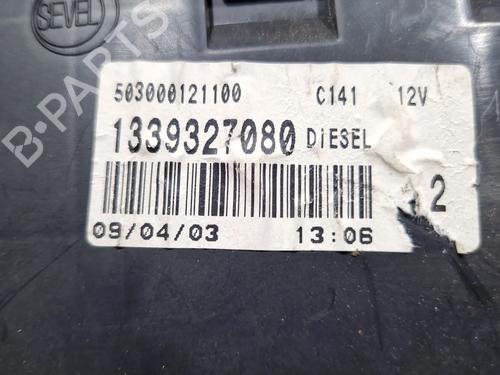 SEVEL
B-PARTS
503000121100 C141 12V
1339327080 DIESEL
2
09/04/03 13:06